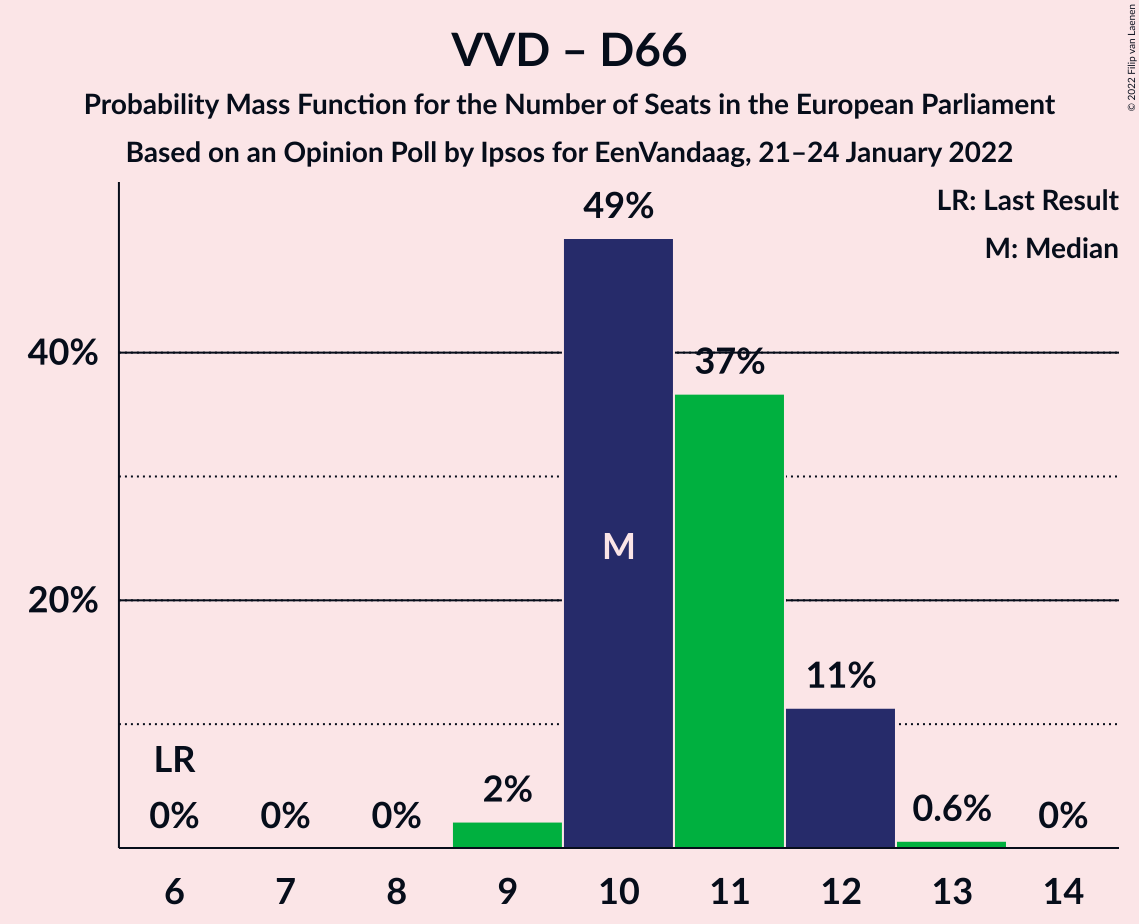 VVD – D66
Probability Mass Function for the Number of Seats in the European Parliament
Based on an Opinion Poll by Ipsos for EenVandaag, 21–24 January 2022
© 2022 Filip van Laenen
LR: Last Result
M: Median
49%
40%
37%
M
20%
11%
LR
2%
0.6%
0%
0%
0%
0%
6
7
8
9
10
11
12
13
14